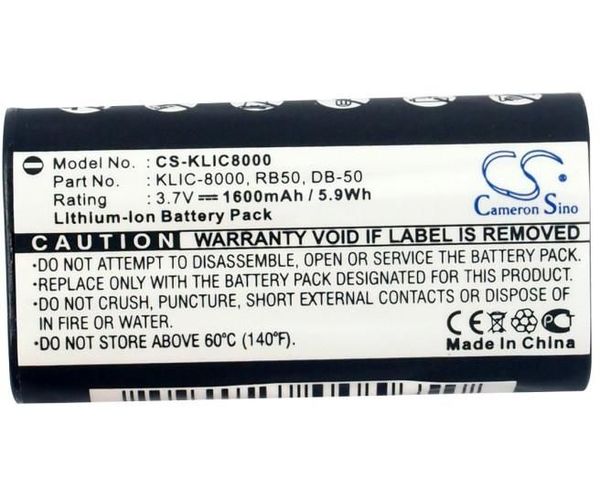 Model No. : CS-KLIC8000
Part No. : KLIC-8000, RB50, DB-50
Rating : 3.7V⎓1600mAh / 5.9Wh
Lithium-Ion Battery Pack
CS
Cameron Sino
CAUTION: WARRANTY VOID IF LABEL IS REMOVED
•DO NOT ATTEMPT TO DISASSEMBLE, OPEN OR SERVICE THE BATTERY PACK.
•REPLACE ONLY WITH THE BATTERY PACK DESIGNATED FOR THIS PRODUCT.
•DO NOT CRUSH, PUNCTURE, SHORT EXTERNAL CONTACTS OR DISPOSE
IN FIRE OR WATER.
•DO NOT STORE ABOVE 60°C (140°F).
CE
Made In China